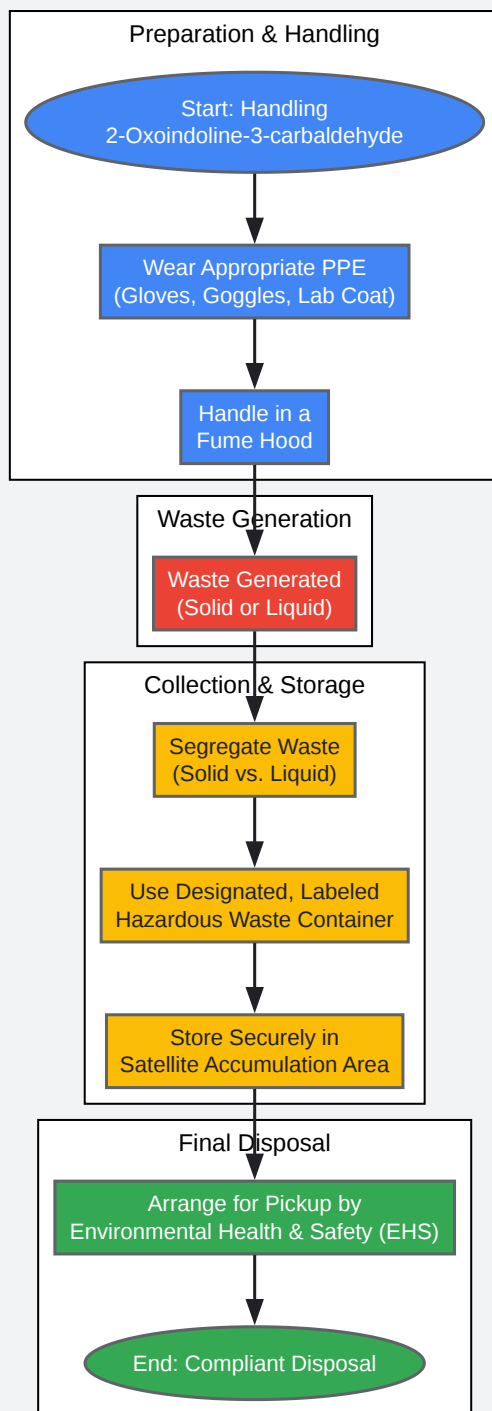 Preparation & Handling
Start: Handling
2-Oxoindoline-3-carbaldehyde
Wear Appropriate PPE
(Gloves, Goggles, Lab Coat)
Handle in a
Fume Hood
Waste Generation
Waste Generated
(Solid or Liquid)
Collection & Storage
Segregate Waste
(Solid vs. Liquid)
Use Designated, Labeled
Hazardous Waste Container
Store Securely in
Satellite Accumulation Area
Final Disposal
Arrange for Pickup by
Environmental Health & Safety (EHS)
End: Compliant Disposal